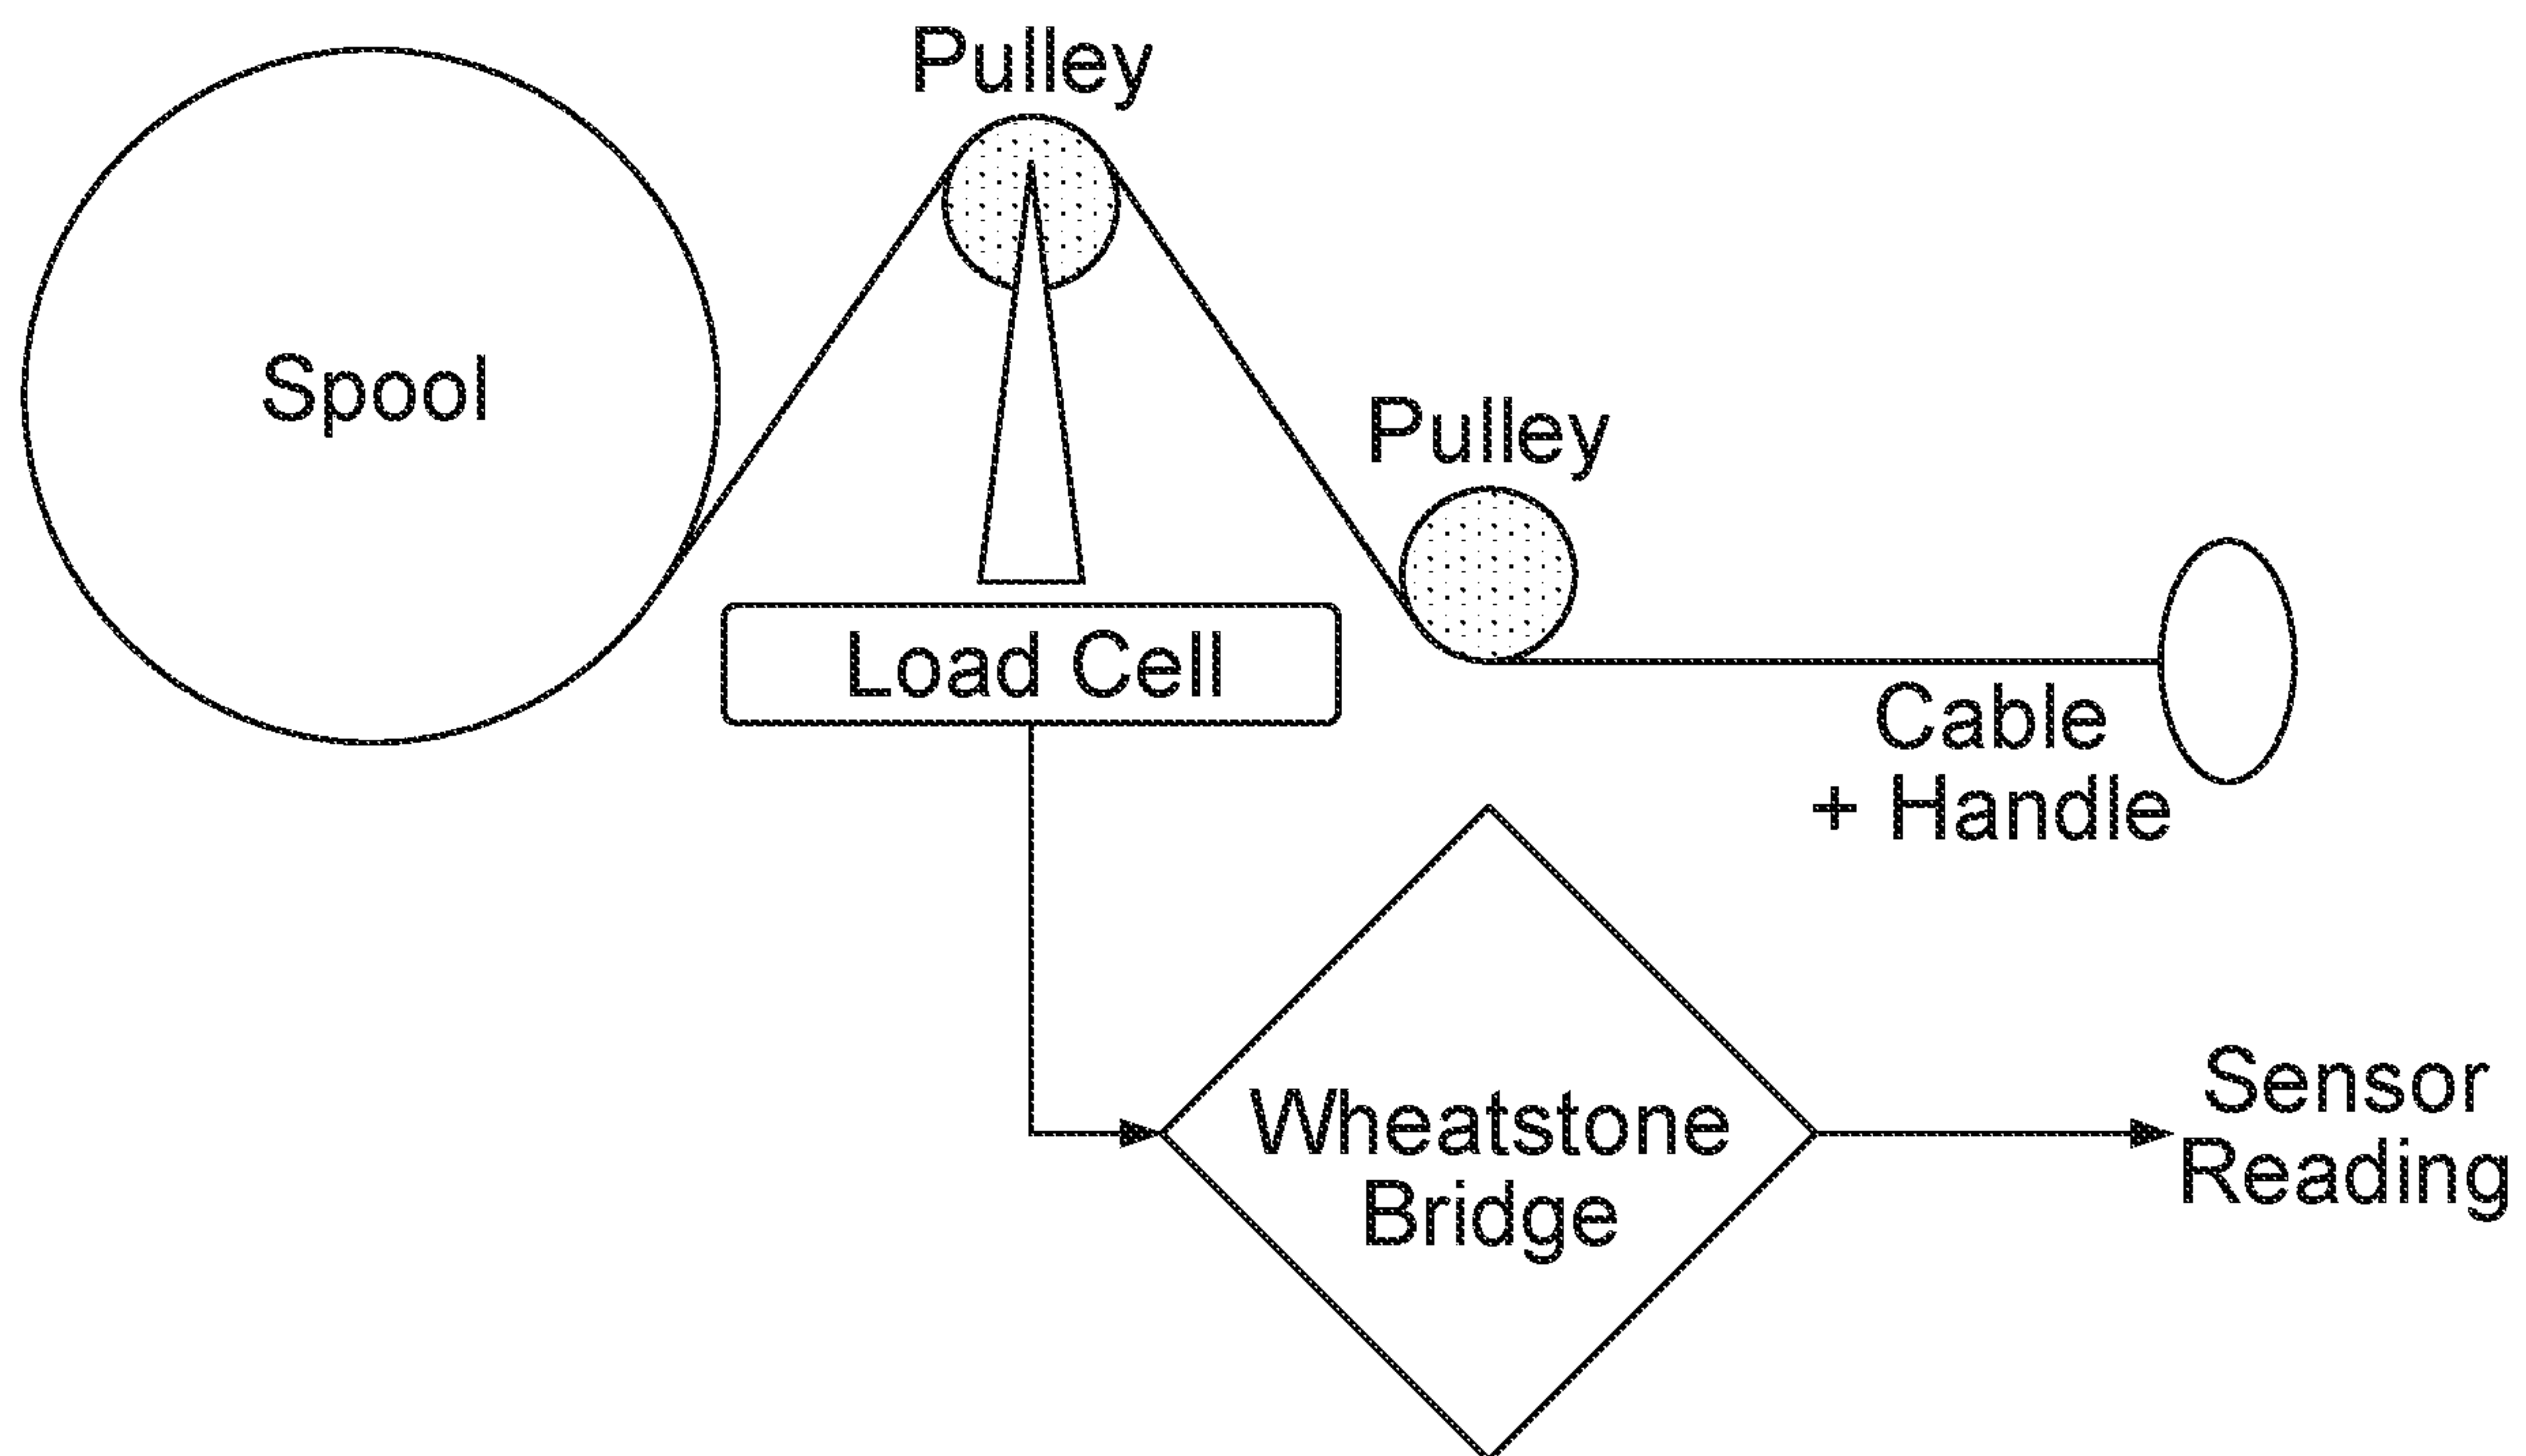 Pulley
Spool
Pulley
Load Cell
Cable
+ Handle
Wheatstone
Bridge
Sensor
Reading